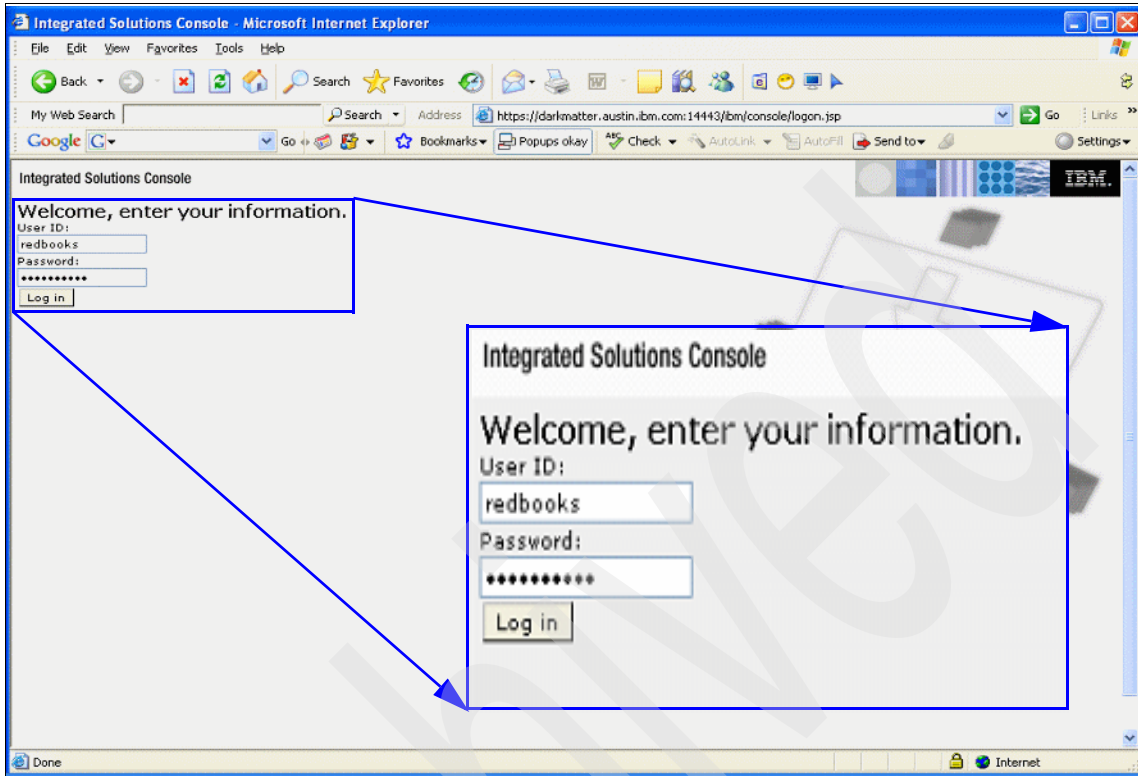 Integrated Solutions Console - Microsoft Internet Explorer
File Edit View Favorites Tools Help
Back Search Favorites
My Web Search Search Address https://darkmatter.austin.ibm.com:14443/ibm/console/logon.jsp Go Links »
Google G Go Bookmarks Popups okay ABC Check AutoLink AutoFill Send to Settings
Integrated Solutions Console IBM.
Welcome, enter your information.
User ID:
redbooks
Password:
••••••••••
Log in
Integrated Solutions Console
Welcome, enter your information.
User ID:
redbooks
Password:
••••••••••
Log in
Done Internet